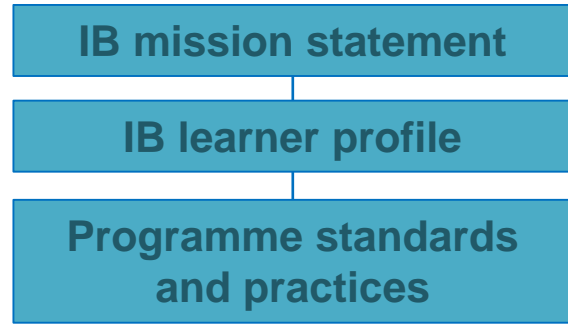 IB mission statement
IB learner profile
Programme standards
and practices